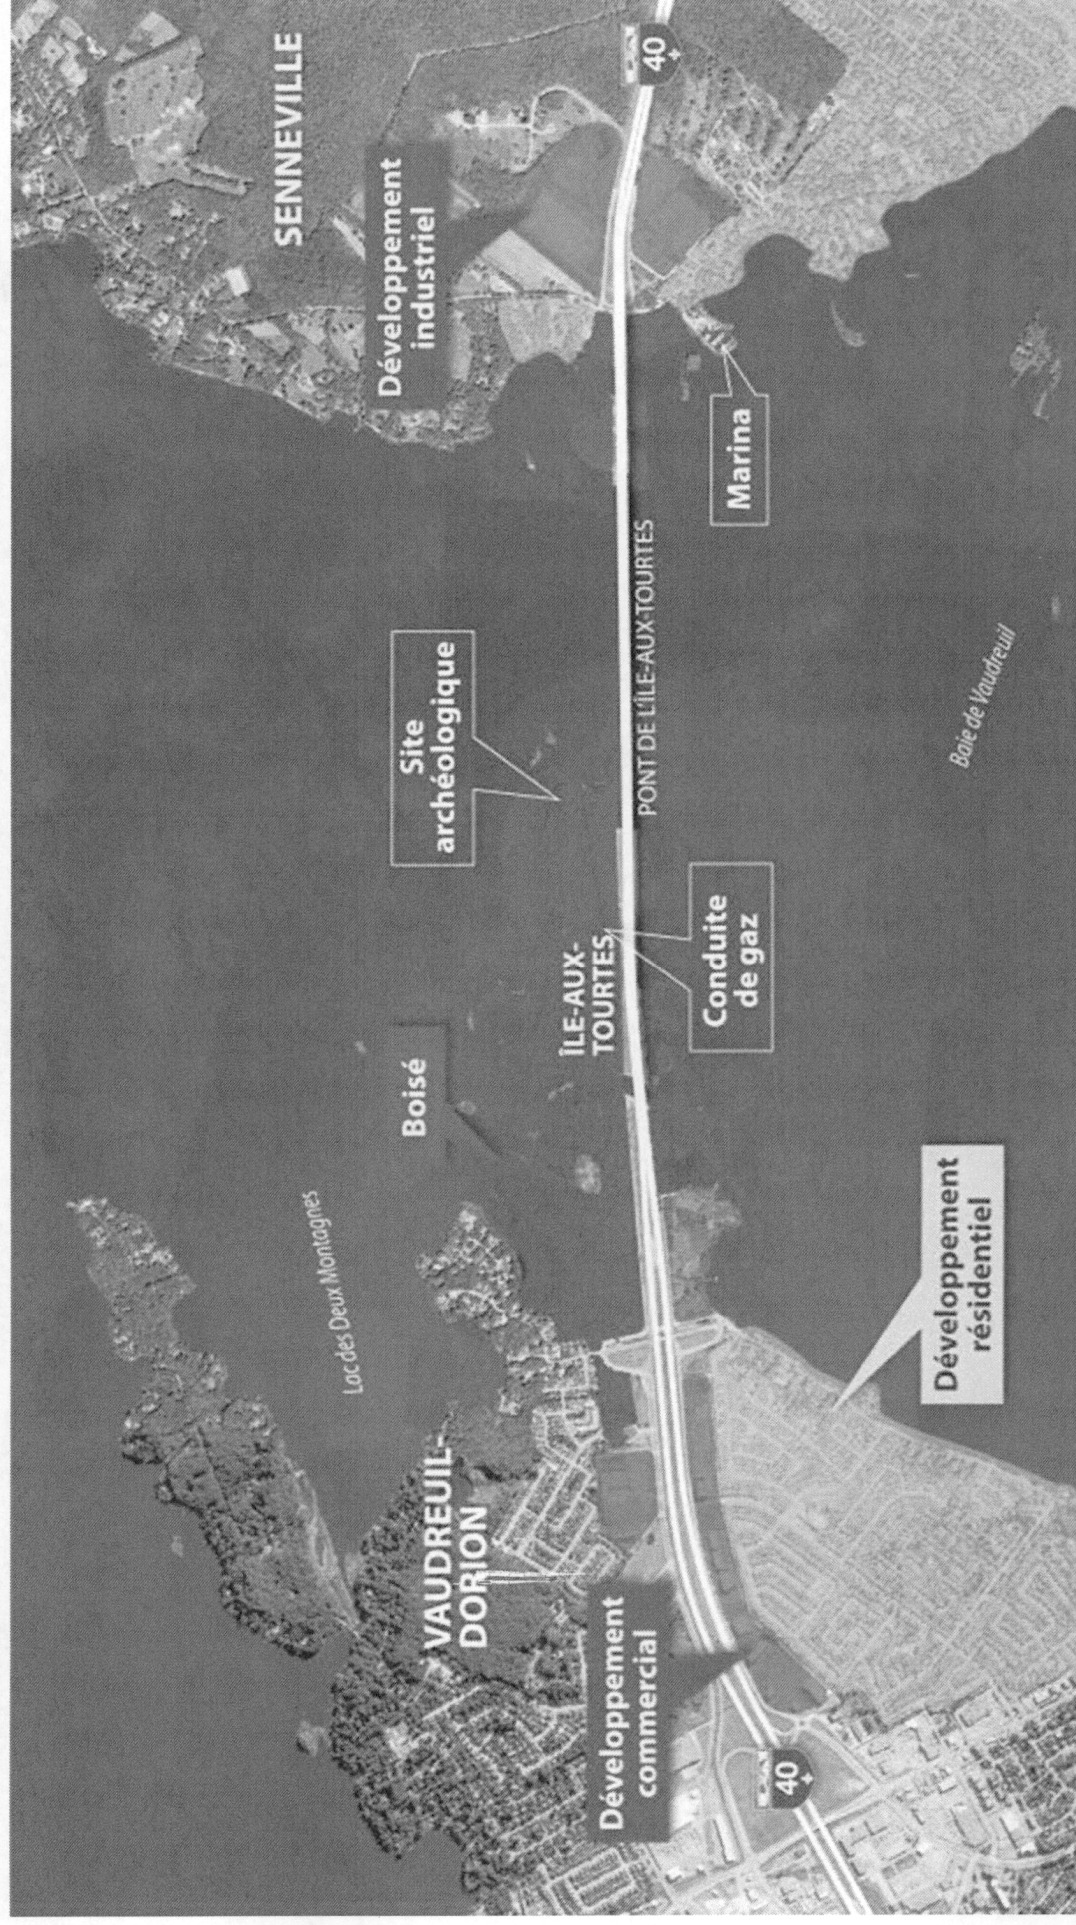 SENNEVILLE
40
Développement
industriel
Marina
Site
archéologique
PONT DE L'ÎLE-AUX-TOURTES
Baie de Vaudreuil
ÎLE-AUX-
TOURTES
Conduite
de gaz
Boisé
Lac des Deux Montagnes
VAUDREUIL-
DORION
Développement
résidentiel
Développement
commercial
40